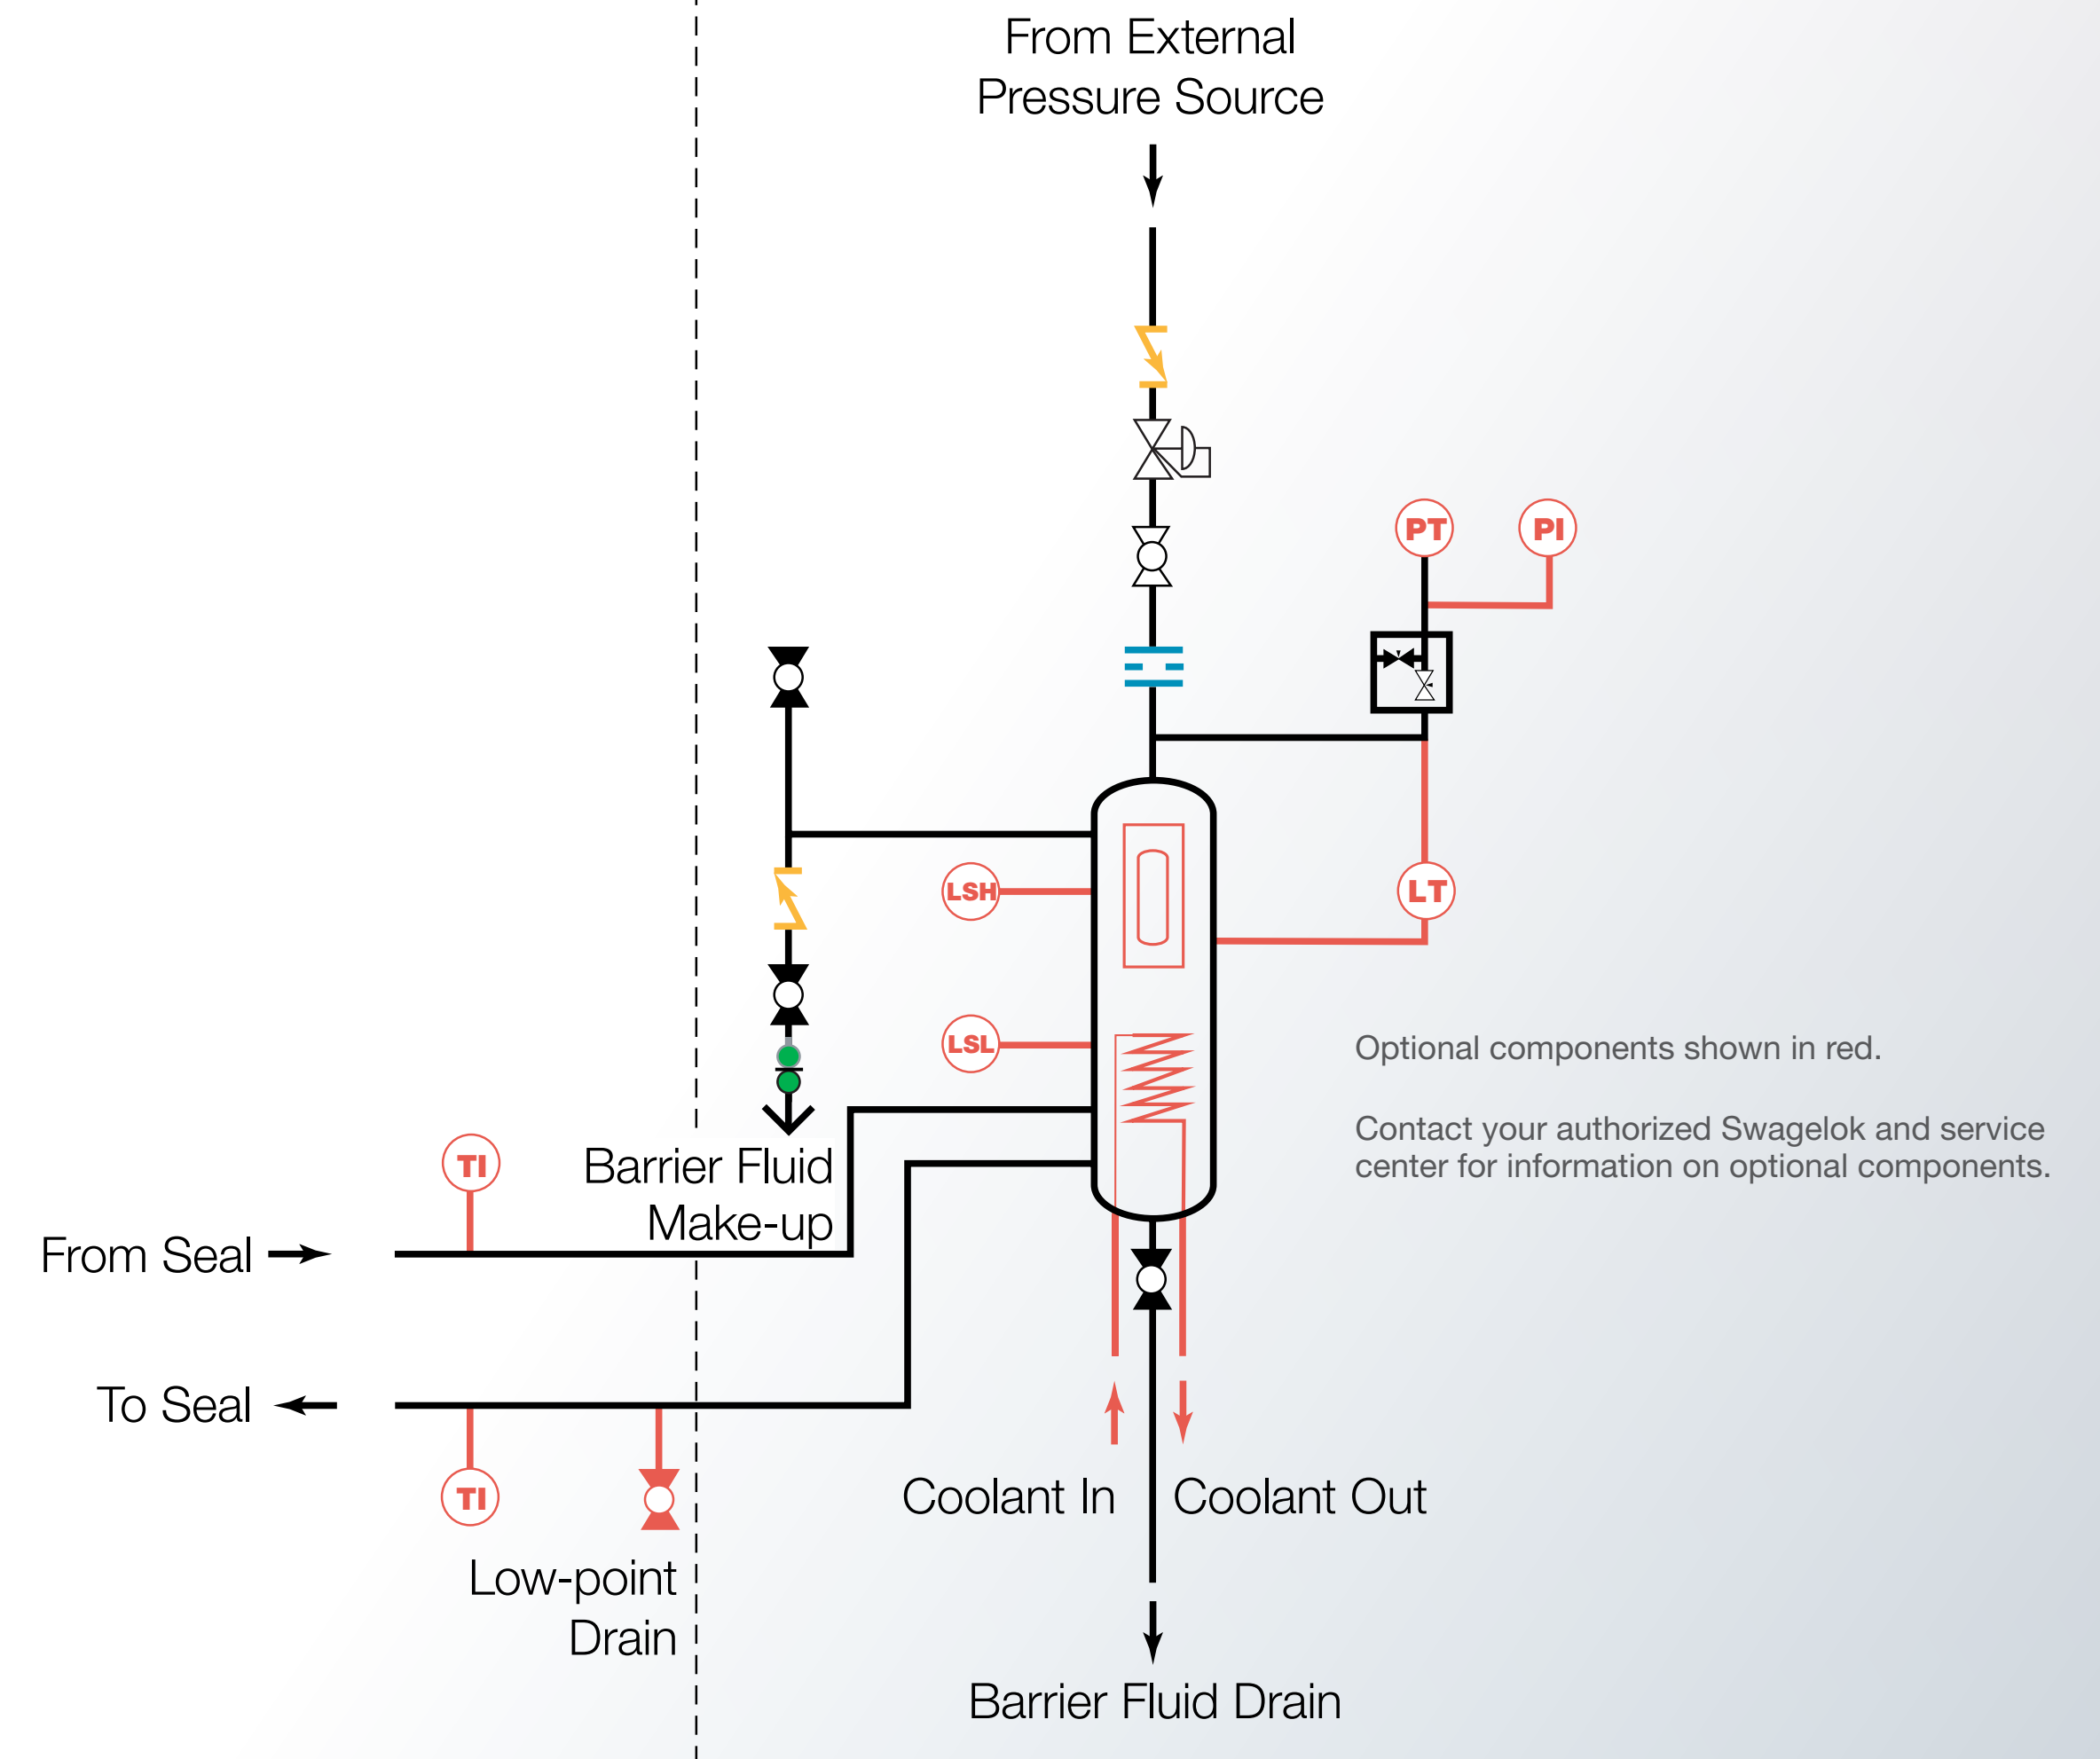 From External
Pressure Source
PT
PI
LSH
LT
LSL
Optional components shown in red.
Contact your authorized Swagelok and service
center for information on optional components.
TI
Barrier Fluid
Make-up
From Seal
To Seal
TI
Coolant In
Coolant Out
Low-point
Drain
Barrier Fluid Drain